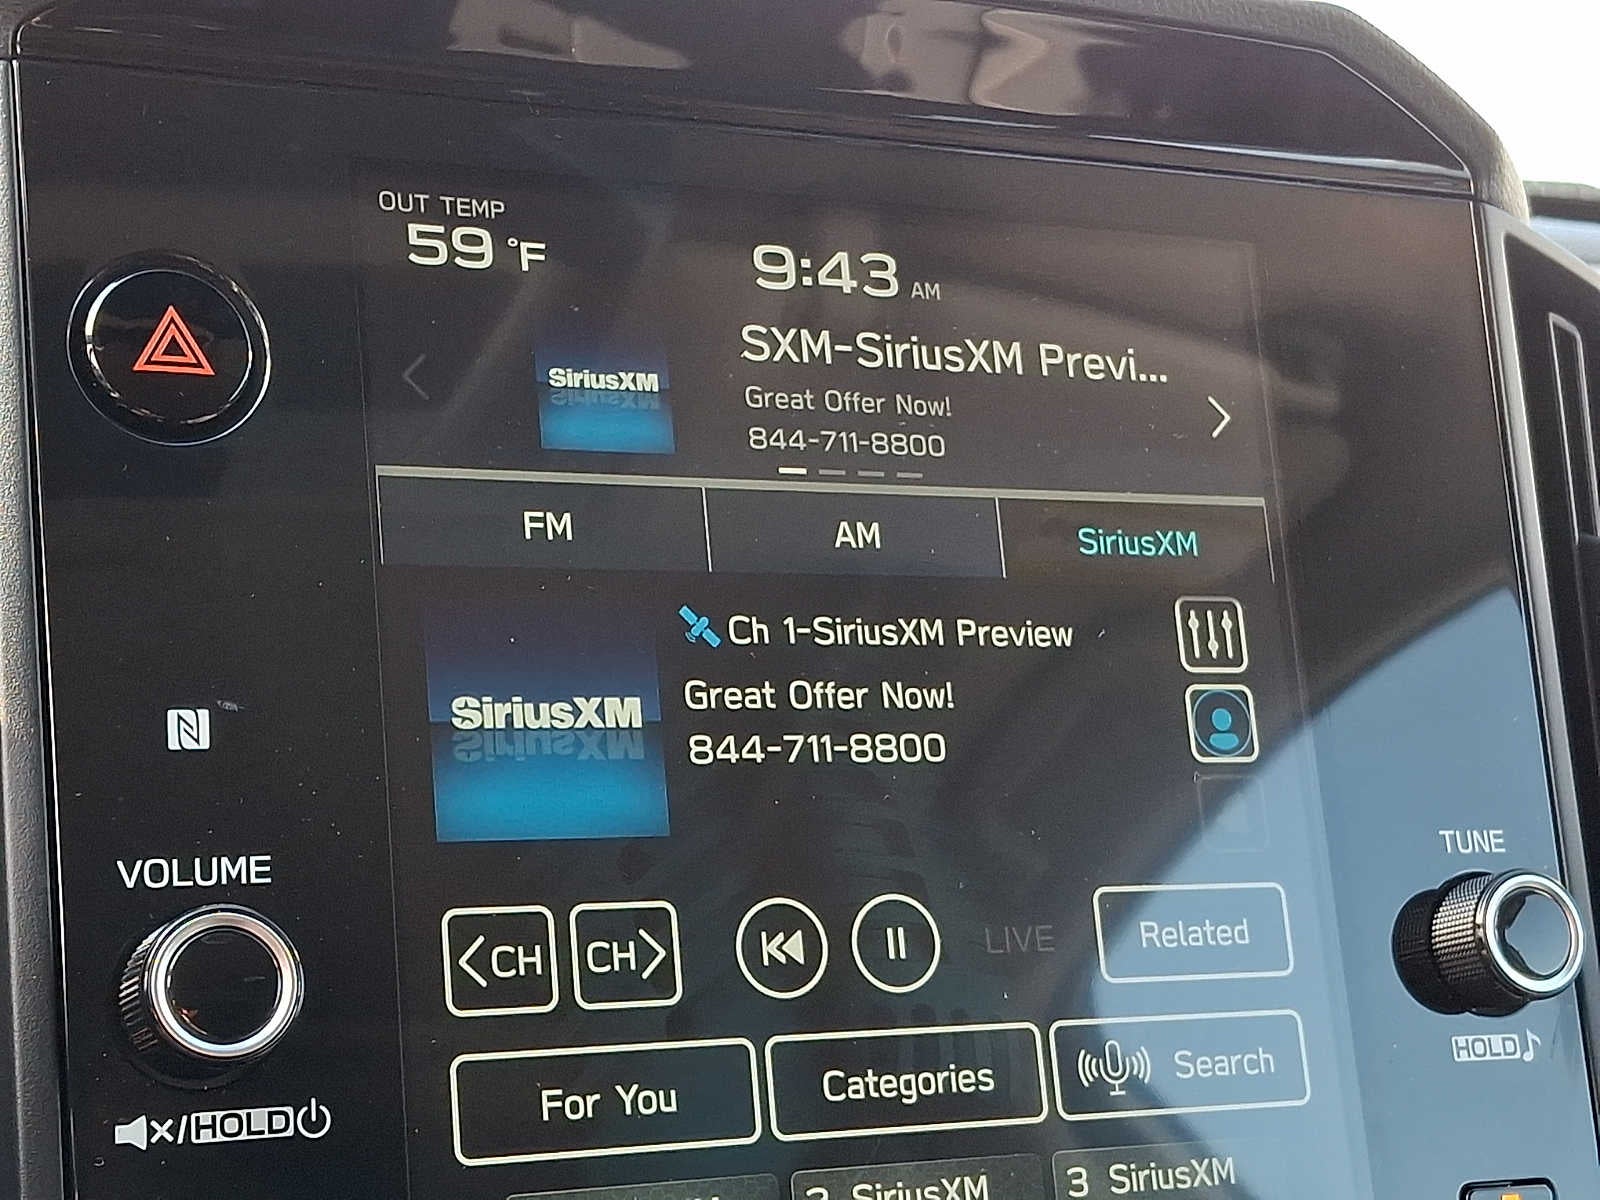 OUT TEMP
59 °F
9:43 AM
SiriusXM
SXM-SiriusXM Previ...
Great Offer Now!
844-711-8800
FM
AM
SiriusXM
SiriusXM
Ch 1-SiriusXM Preview
Great Offer Now!
844-711-8800
N
VOLUME
TUNE
<CH
CH>
LIVE
Related
HOLD♪
For You
Categories
Search
×/HOLD
2 SiriusXM
3 SiriusXM